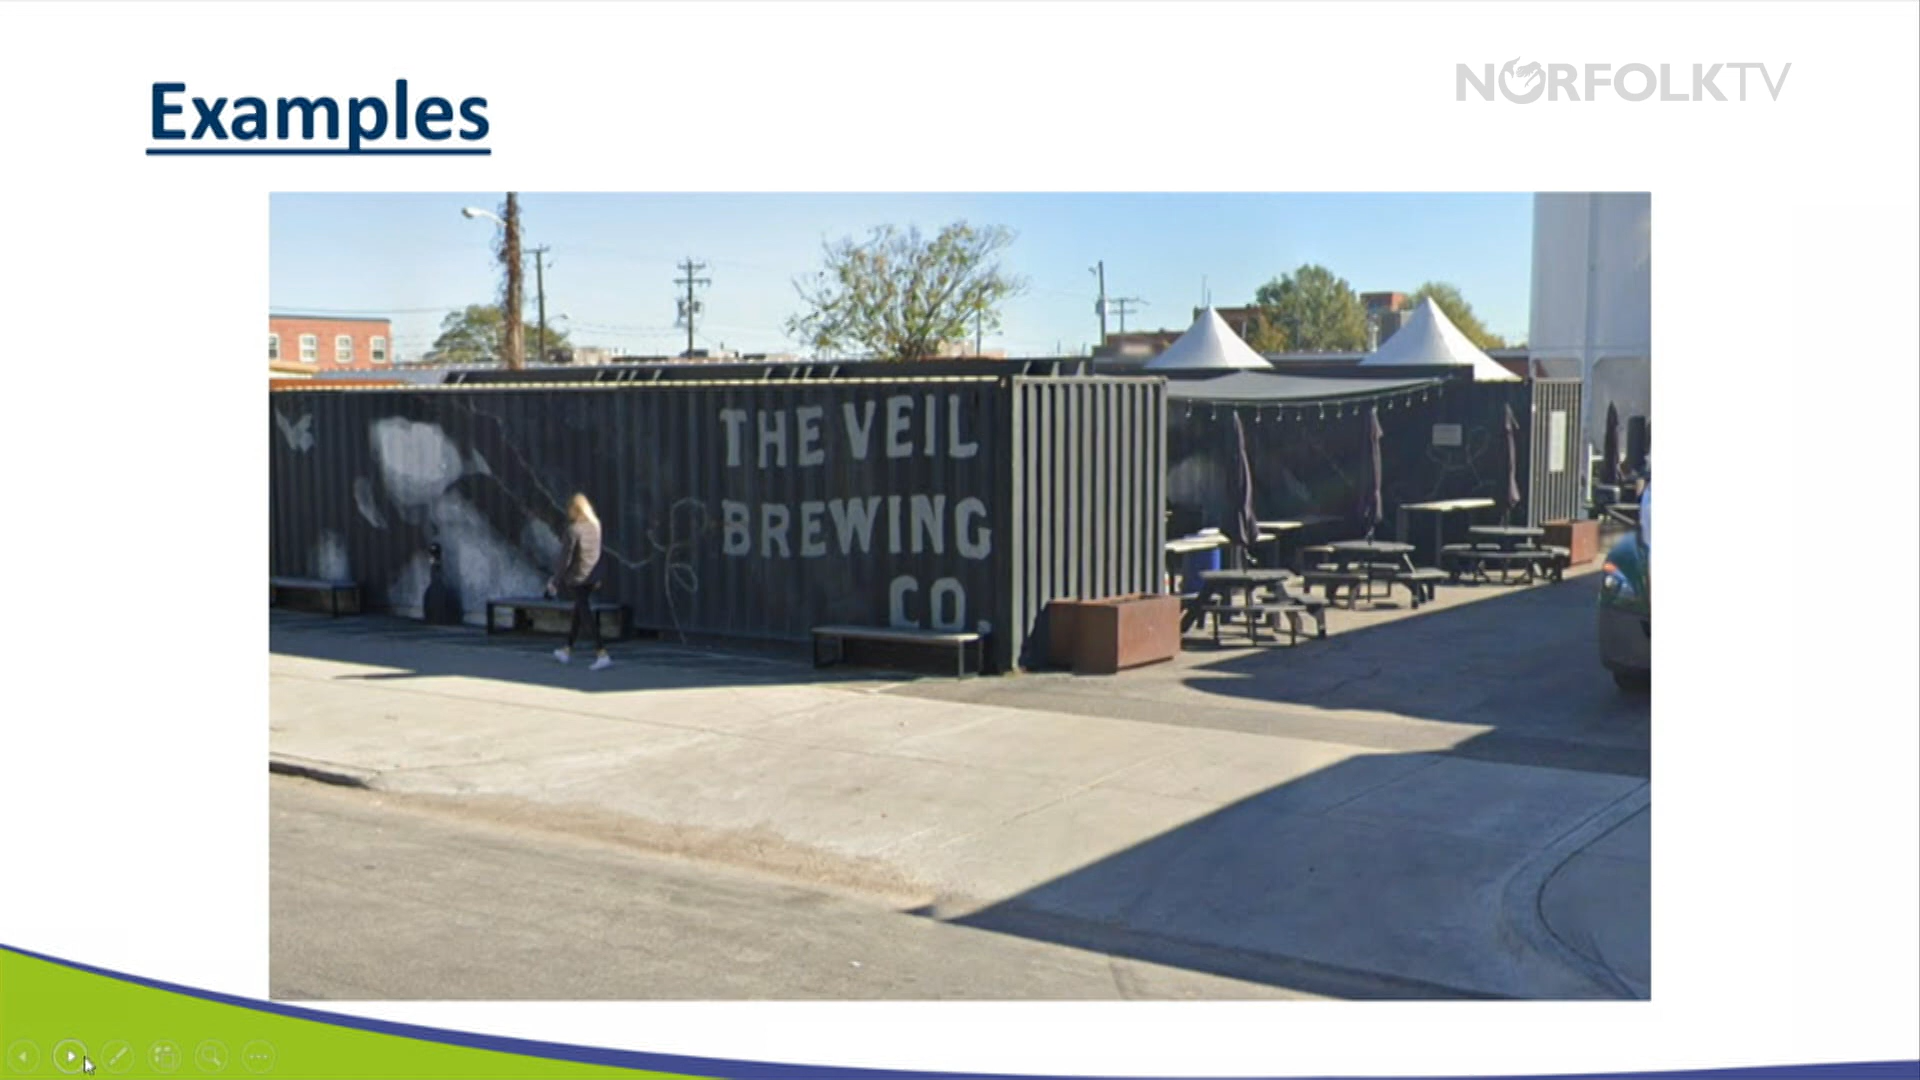 Examples
NORFOLKTV
THE VEIL
BREWING
CO.